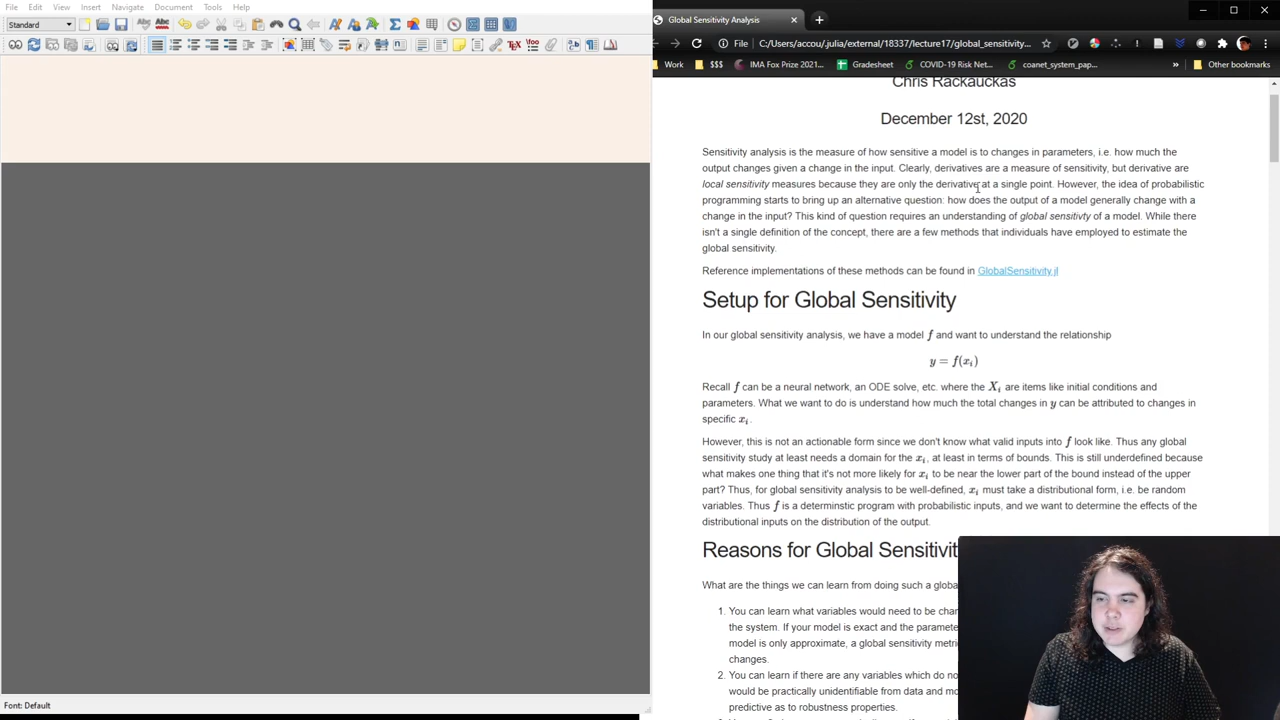 File Edit View Insert Navigate Document Tools Help
Standard
Font: Default
Global Sensitivity Analysis
File C:/Users/accou/.julia/external/18337/lecture17/global_sensitivity...
Work $$$ IMA Fox Prize 2021... Gradesheet COVID-19 Risk Net... coanet_system_pap... » Other bookmarks
Chris Rackauckas
December 12st, 2020
Sensitivity analysis is the measure of how sensitive a model is to changes in parameters, i.e. how much the
output changes given a change in the input. Clearly, derivatives are a measure of sensitivity, but derivative are
local sensitivity measures because they are only the derivative at a single point. However, the idea of probabilistic
programming starts to bring up an alternative question: how does the output of a model generally change with a
change in the input? This kind of question requires an understanding of global sensitivty of a model. While there
isn't a single definition of the concept, there are a few methods that individuals have employed to estimate the
global sensitivity.
Reference implementations of these methods can be found in GlobalSensitivity.jl
Setup for Global Sensitivity
In our global sensitivity analysis, we have a model f and want to understand the relationship
y = f(xᵢ)
Recall f can be a neural network, an ODE solve, etc. where the Xᵢ are items like initial conditions and
parameters. What we want to do is understand how much the total changes in y can be attributed to changes in
specific xᵢ.
However, this is not an actionable form since we don't know what valid inputs into f look like. Thus any global
sensitivity study at least needs a domain for the xᵢ, at least in terms of bounds. This is still underdefined because
what makes one thing that it's not more likely for xᵢ to be near the lower part of the bound instead of the upper
part? Thus, for global sensitivity analysis to be well-defined, xᵢ must take a distributional form, i.e. be random
variables. Thus f is a determinstic program with probabilistic inputs, and we want to determine the effects of the
distributional inputs on the distribution of the output.
Reasons for Global Sensitivit
What are the things we can learn from doing such a globa
1. You can learn what variables would need to be char
the system. If your model is exact and the paramete
model is only approximate, a global sensitivity metric
changes.
2. You can learn if there are any variables which do no
would be practically unidentifiable from data and mo
predictive as to robustness properties.